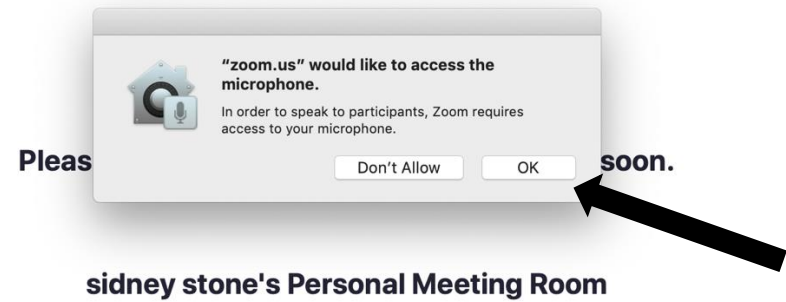 “zoom.us” would like to access the
microphone.
In order to speak to participants, Zoom requires
access to your microphone.
Pleas
soon.
Don’t Allow
OK
sidney stone's Personal Meeting Room